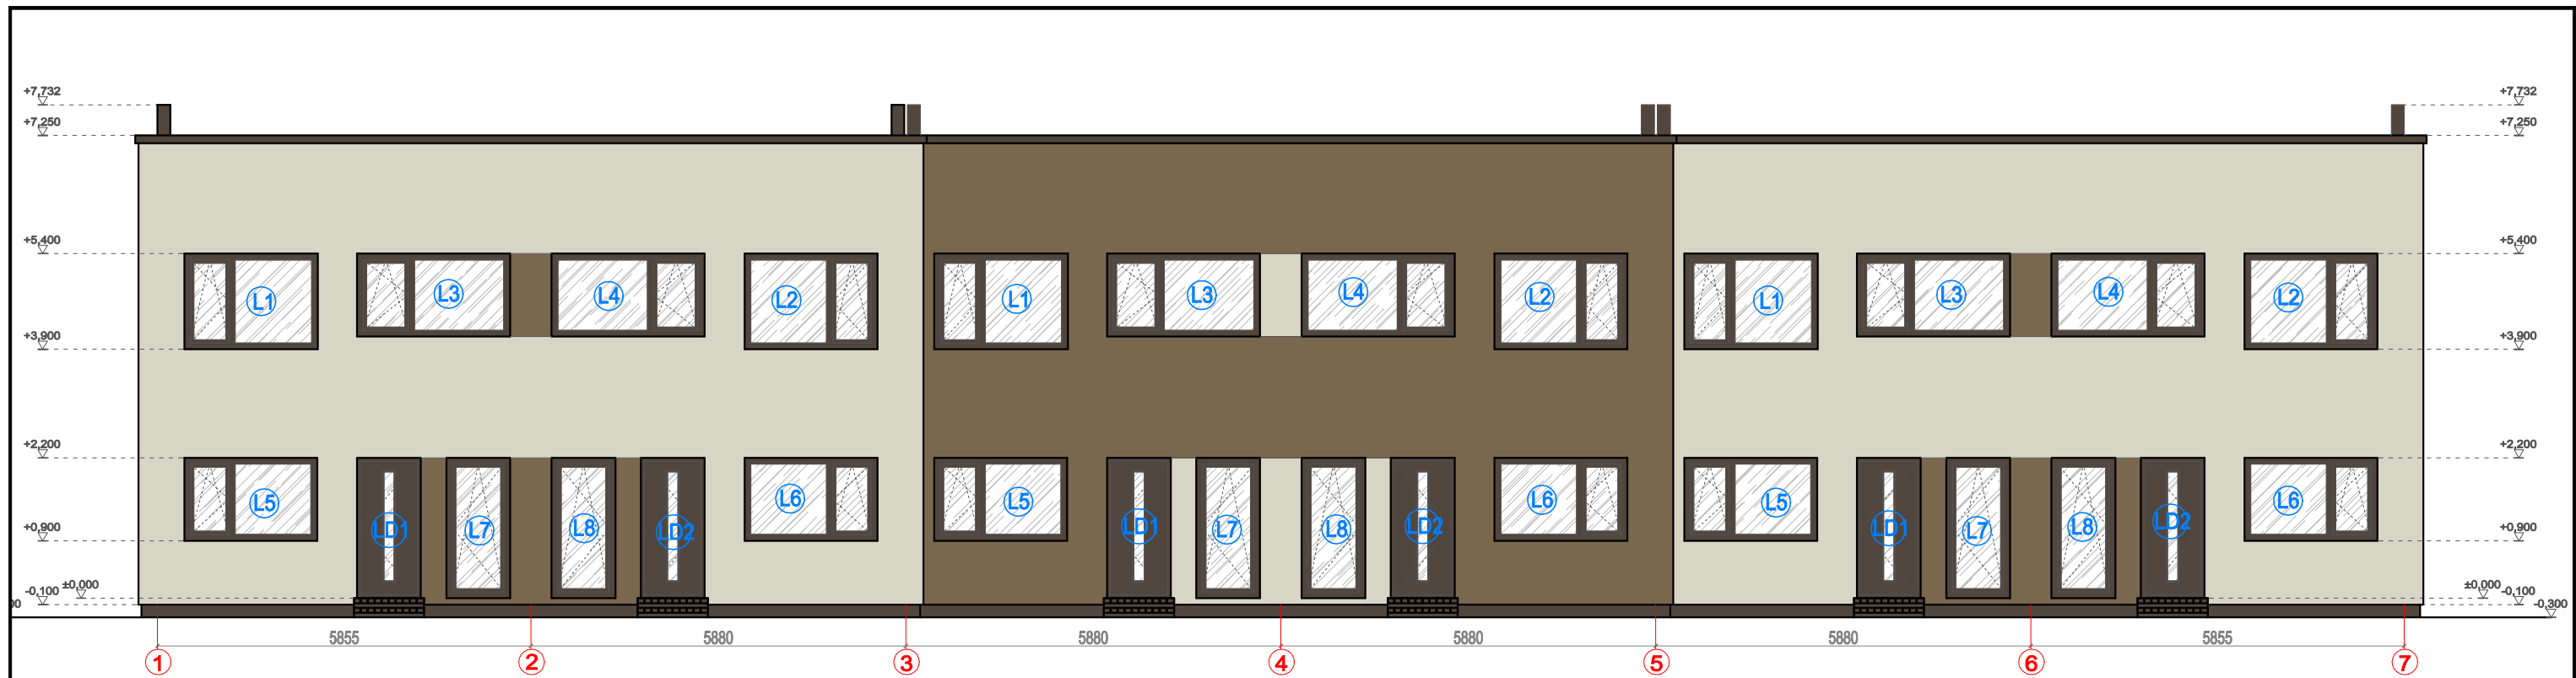 +7,732 +7,732
+7,250 +7,250
+5,400 +5,400
L1 L3 L4 L2 L1 L3 L4 L2 L1 L3 L4 L2
+3,900 +3,900
+2,200 +2,200
L5 LD1 L7 L8 LD2 L6 L5 LD1 L7 L8 LD2 L6 L5 LD1 L7 L8 LD2 L6
+0,900 +0,900
-0,100 ±0,000 ±0,000 -0,100
00 -0,300
5855 5880 5880 5880 5880 5855
1 2 3 4 5 6 7